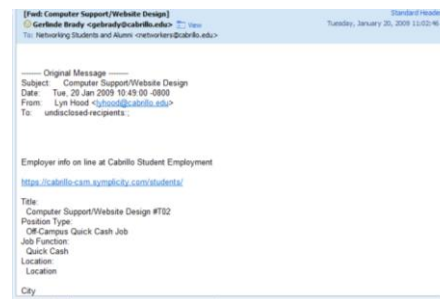 [Fwd: Computer Support/Website Design]
Standard Heade
Gerlinde Brady <gebrady@cabrillo.edu> View
Tuesday, January 20, 2009 11:02:46
To: Networking Students and Alumni <networkers@cabrillo.edu>
-------- Original Message --------
Subject: Computer Support/Website Design
Date: Tue, 20 Jan 2009 10:49:00 -0800
From: Lyn Hood <lyhood@cabrillo.edu>
To: undisclosed-recipients:;
Employer info on line at Cabrillo Student Employment
https://cabrillo-csm.symplicity.com/students/
Title:
Computer Support/Website Design #T02
Position Type:
Off-Campus Quick Cash Job
Job Function:
Quick Cash
Location:
Location
City